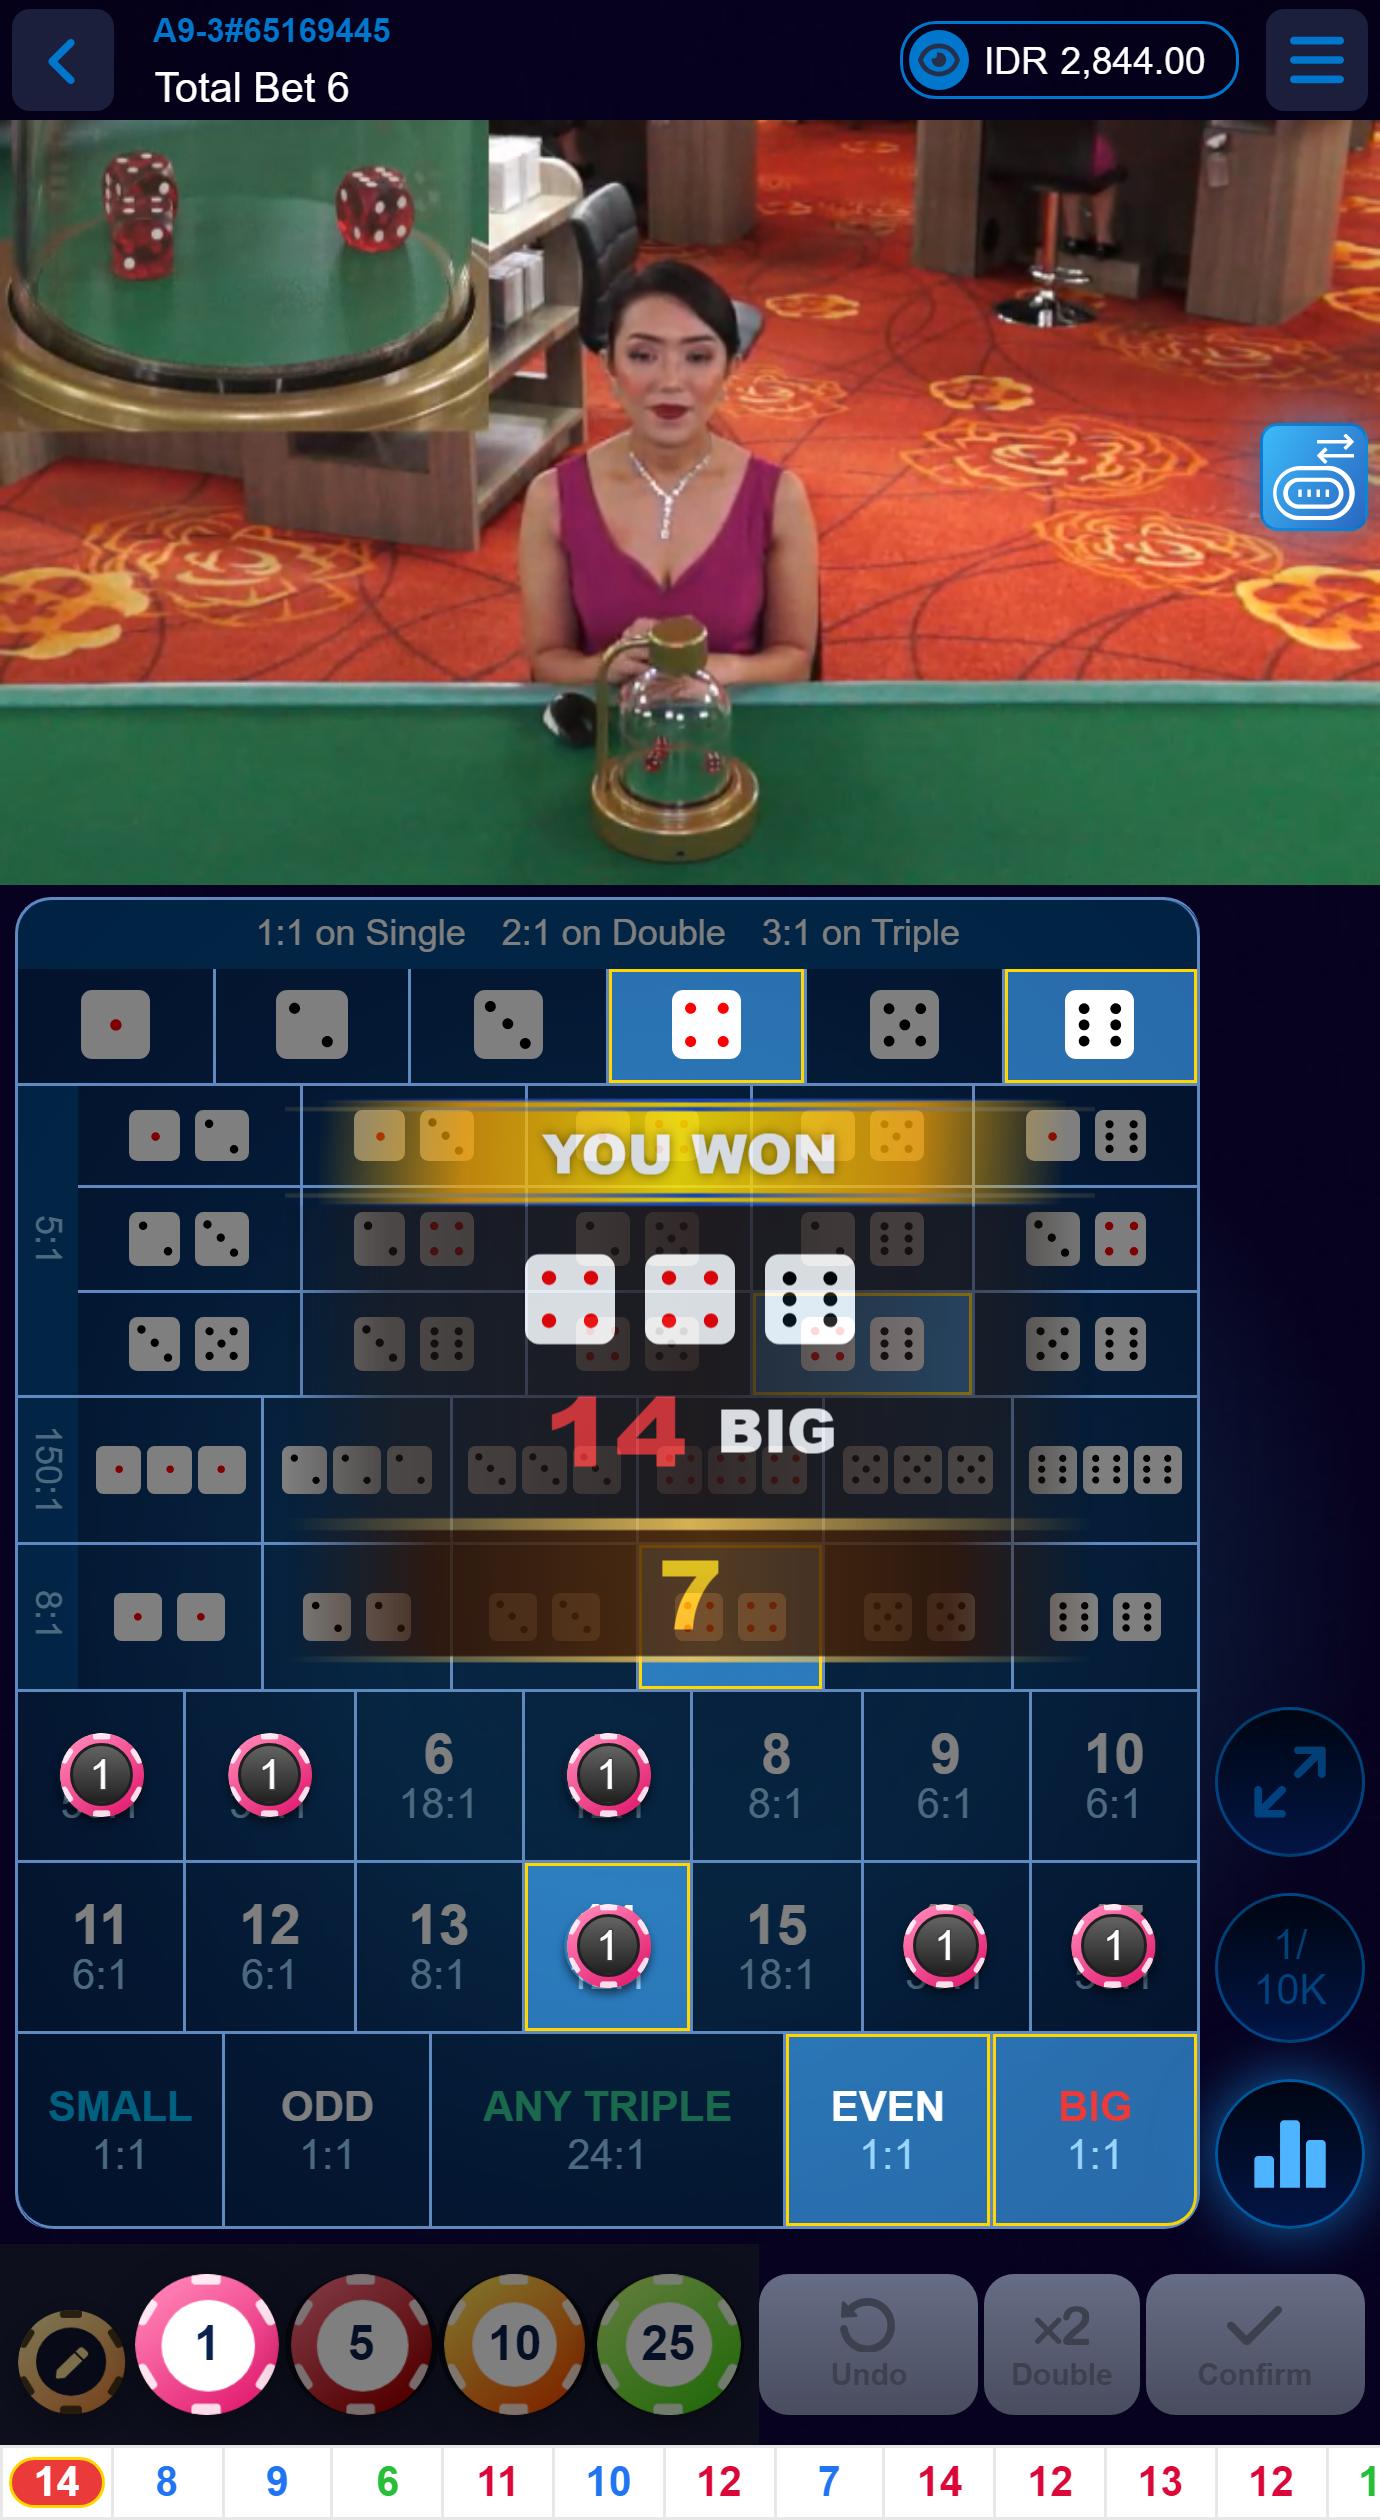 A9-3#65169445
Total Bet 6
IDR 2,844.00
1:1 on Single 2:1 on Double 3:1 on Triple
YOU WON
5:1
14 BIG
150:1
7
8:1
1 1 6 1 8 9 10
18:1 8:1 6:1 6:1
11 12 13 1 15 1 1
6:1 6:1 8:1 18:1
SMALL ODD ANY TRIPLE EVEN BIG
1:1 1:1 24:1 1:1 1:1
1/
10K
1 5 10 25
x2
Undo Double Confirm
14 8 9 6 11 10 12 7 14 12 13 12